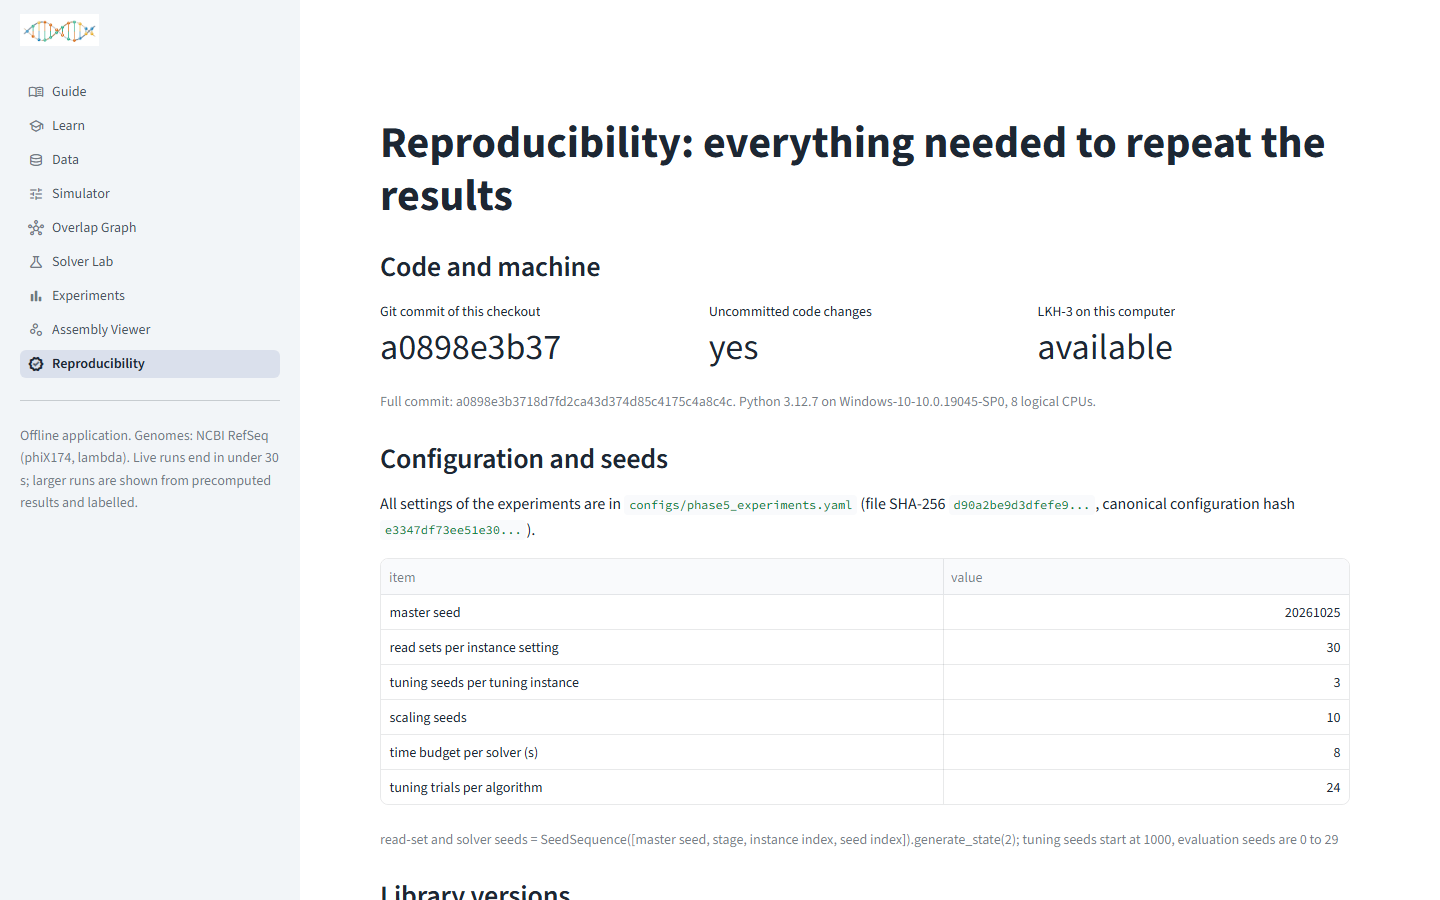 Guide
Learn
Data
Simulator
Overlap Graph
Solver Lab
Experiments
Assembly Viewer
Reproducibility
Offline application. Genomes: NCBI RefSeq
(phiX174, lambda). Live runs end in under 30
s; larger runs are shown from precomputed
results and labelled.
Reproducibility: everything needed to repeat the
results
Code and machine
Git commit of this checkout
a0898e3b37
Uncommitted code changes
yes
LKH-3 on this computer
available
Full commit: a0898e3b3718d7fd2ca43d374d85c4175c4a8c4c. Python 3.12.7 on Windows-10-10.0.19045-SP0, 8 logical CPUs.
Configuration and seeds
All settings of the experiments are in configs/phase5_experiments.yaml (file SHA-256 d90a2be9d3dfefe9... , canonical configuration hash
e3347df73ee51e30... ).
item value
master seed 20261025
read sets per instance setting 30
tuning seeds per tuning instance 3
scaling seeds 10
time budget per solver (s) 8
tuning trials per algorithm 24
read-set and solver seeds = SeedSequence([master seed, stage, instance index, seed index]).generate_state(2); tuning seeds start at 1000, evaluation seeds are 0 to 29
Library versions